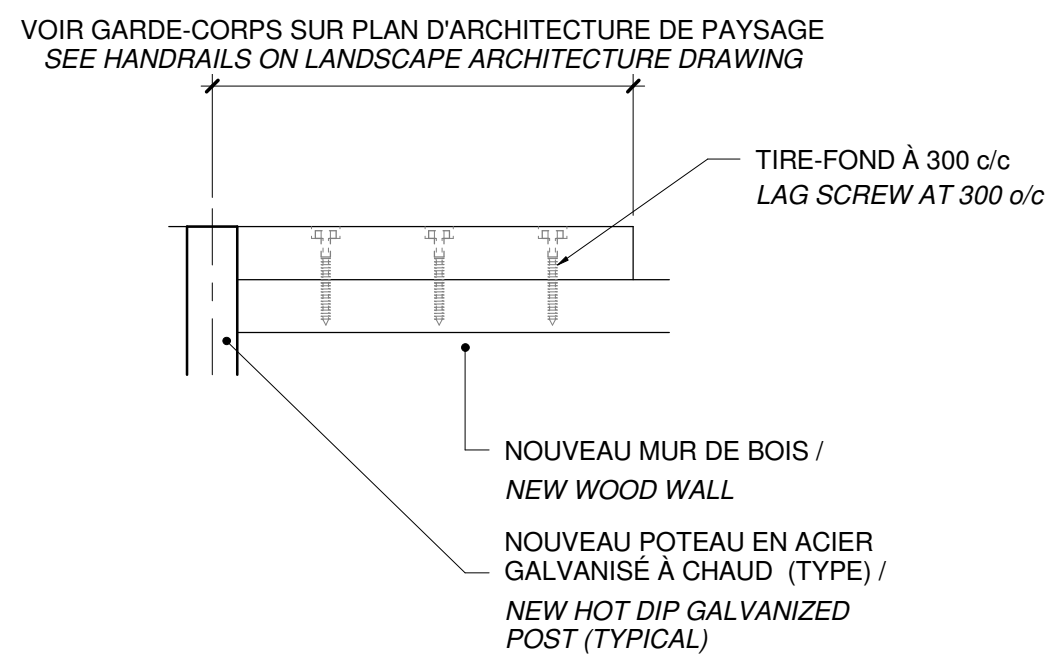 VOIR GARDE-CORPS SUR PLAN D'ARCHITECTURE DE PAYSAGE
SEE HANDRAILS ON LANDSCAPE ARCHITECTURE DRAWING
TIRE-FOND À 300 c/c
LAG SCREW AT 300 o/c
NOUVEAU MUR DE BOIS /
NEW WOOD WALL
NOUVEAU POTEAU EN ACIER
GALVANISÉ À CHAUD (TYPE) /
NEW HOT DIP GALVANIZED
POST (TYPICAL)